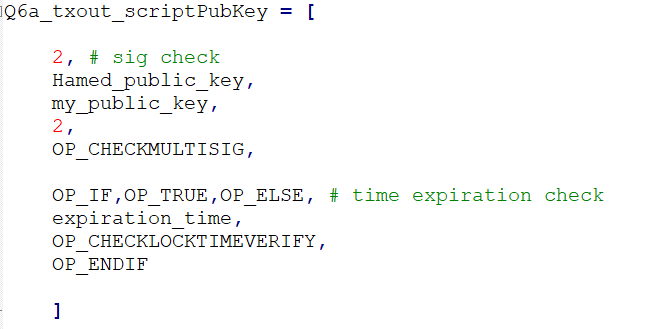 Q6a_txout_scriptPubKey = [
2, # sig check
Hamed_public_key,
my_public_key,
2,
OP_CHECKMULTISIG,
OP_IF,OP_TRUE,OP_ELSE, # time expiration check
expiration_time,
OP_CHECKLOCKTIMEVERIFY,
OP_ENDIF
]